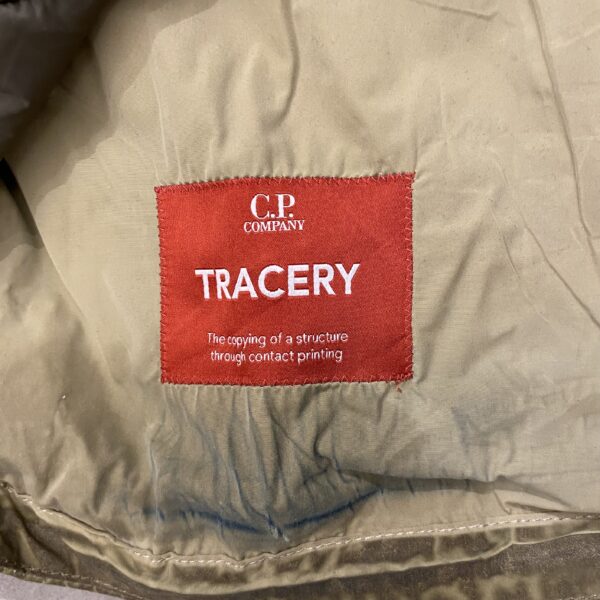 C.P.
COMPANY
TRACERY
The copying of a structure
through contact printing